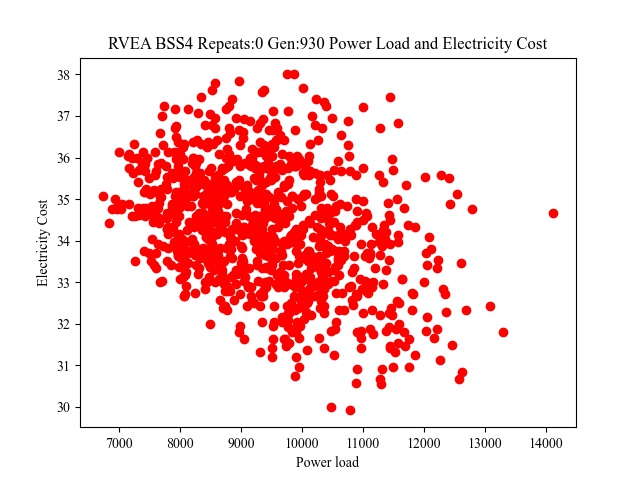 RVEA BSS4 Repeats:0 Gen:930 Power Load and Electricity Cost
38
37
36
35
34
33
32
31
30
Electricity Cost
7000 8000 9000 10000 11000 12000 13000 14000
Power load